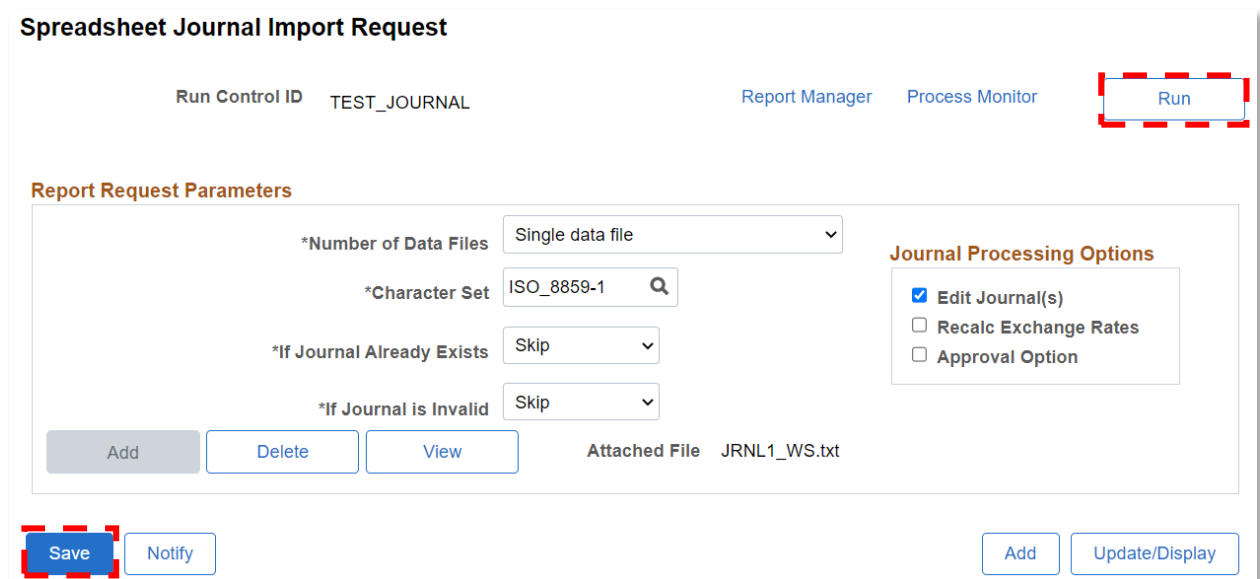 Spreadsheet Journal Import Request
Run Control ID TEST_JOURNAL Report Manager Process Monitor Run
Report Request Parameters
*Number of Data Files Single data file
Journal Processing Options
*Character Set ISO_8859-1
Edit Journal(s)
Recalc Exchange Rates
*If Journal Already Exists Skip
Approval Option
*If Journal is Invalid Skip
Add Delete View Attached File JRNL1_WS.txt
Save Notify Add Update/Display